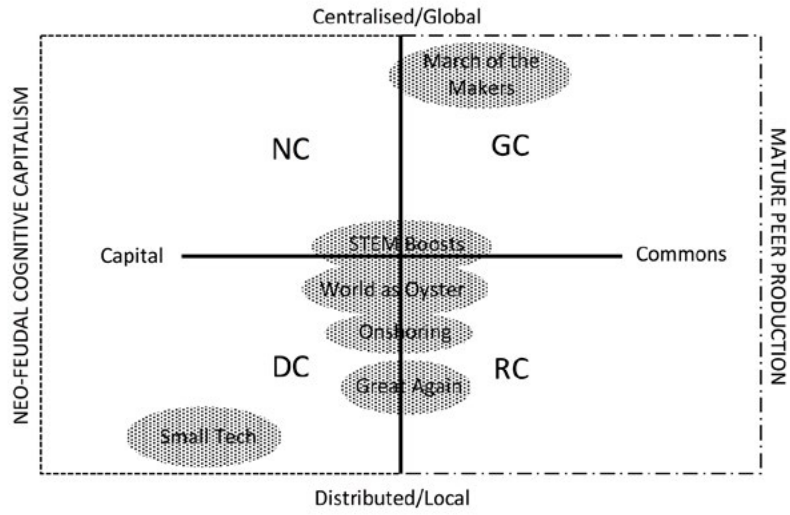 Centralised/Global
March of the
Makers
NC
GC
NEO-FEUDAL COGNITIVE CAPITALISM
MATURE PEER PRODUCTION
STEM Boosts
Capital
Commons
World as Oyster
Onshoring
DC
RC
Great Again
Small Tech
Distributed/Local